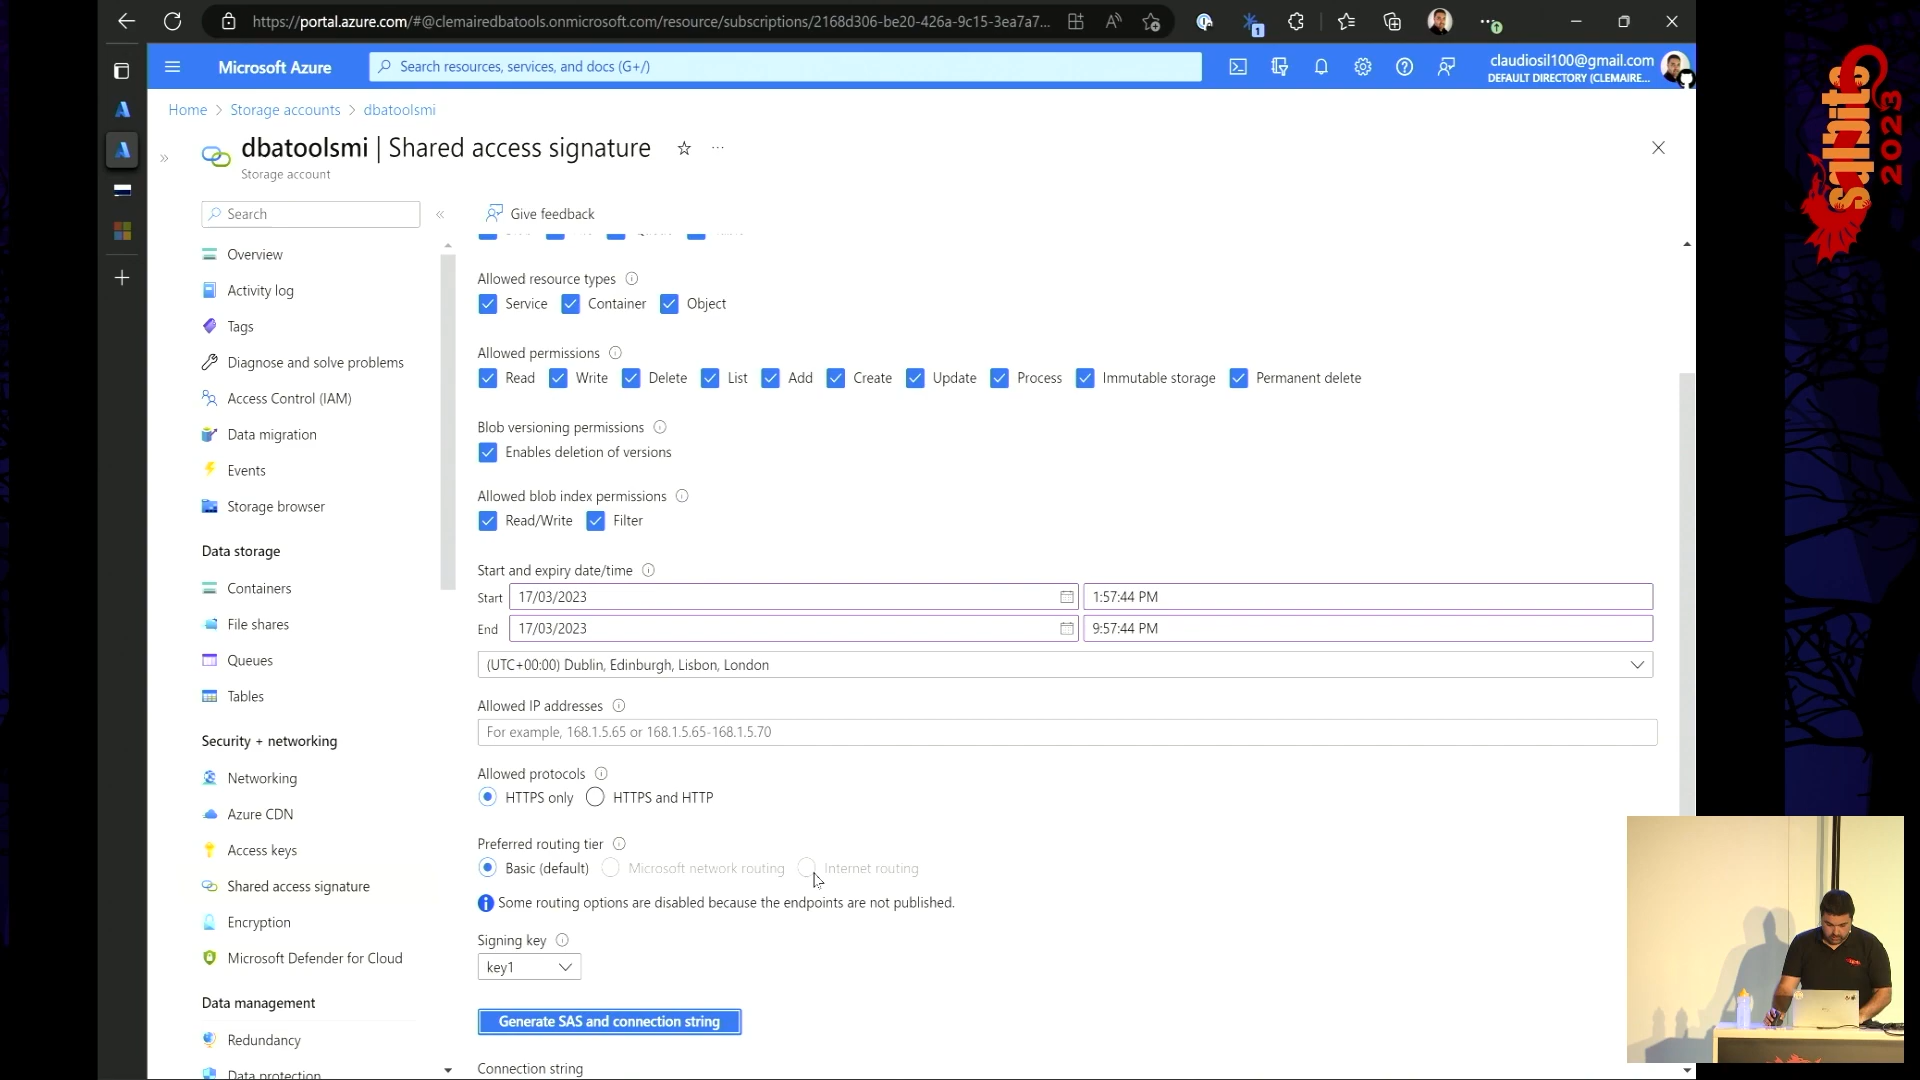 https://portal.azure.com/#@clemairedbatools.onmicrosoft.com/resource/subscriptions/2168d306-be20-426a-9c15-3ea7a7...
1
Microsoft Azure
Search resources, services, and docs (G+/)
claudiosil100@gmail.com
DEFAULT DIRECTORY (CLEMAIRE...
Home > Storage accounts > dbatoolsmi
dbatoolsmi | Shared access signature
Storage account
Search
Give feedback
Overview
Activity log
Tags
Diagnose and solve problems
Access Control (IAM)
Data migration
Events
Storage browser
Data storage
Containers
File shares
Queues
Tables
Security + networking
Networking
Azure CDN
Access keys
Shared access signature
Encryption
Microsoft Defender for Cloud
Data management
Redundancy
Data protection
Allowed resource types
Service Container Object
Allowed permissions
Read Write Delete List Add Create Update Process Immutable storage Permanent delete
Blob versioning permissions
Enables deletion of versions
Allowed blob index permissions
Read/Write Filter
Start and expiry date/time
Start 17/03/2023 1:57:44 PM
End 17/03/2023 9:57:44 PM
(UTC+00:00) Dublin, Edinburgh, Lisbon, London
Allowed IP addresses
For example, 168.1.5.65 or 168.1.5.65-168.1.5.70
Allowed protocols
HTTPS only HTTPS and HTTP
Preferred routing tier
Basic (default) Microsoft network routing Internet routing
Some routing options are disabled because the endpoints are not published.
Signing key
key1
Generate SAS and connection string
Connection string
sqlbits
2023